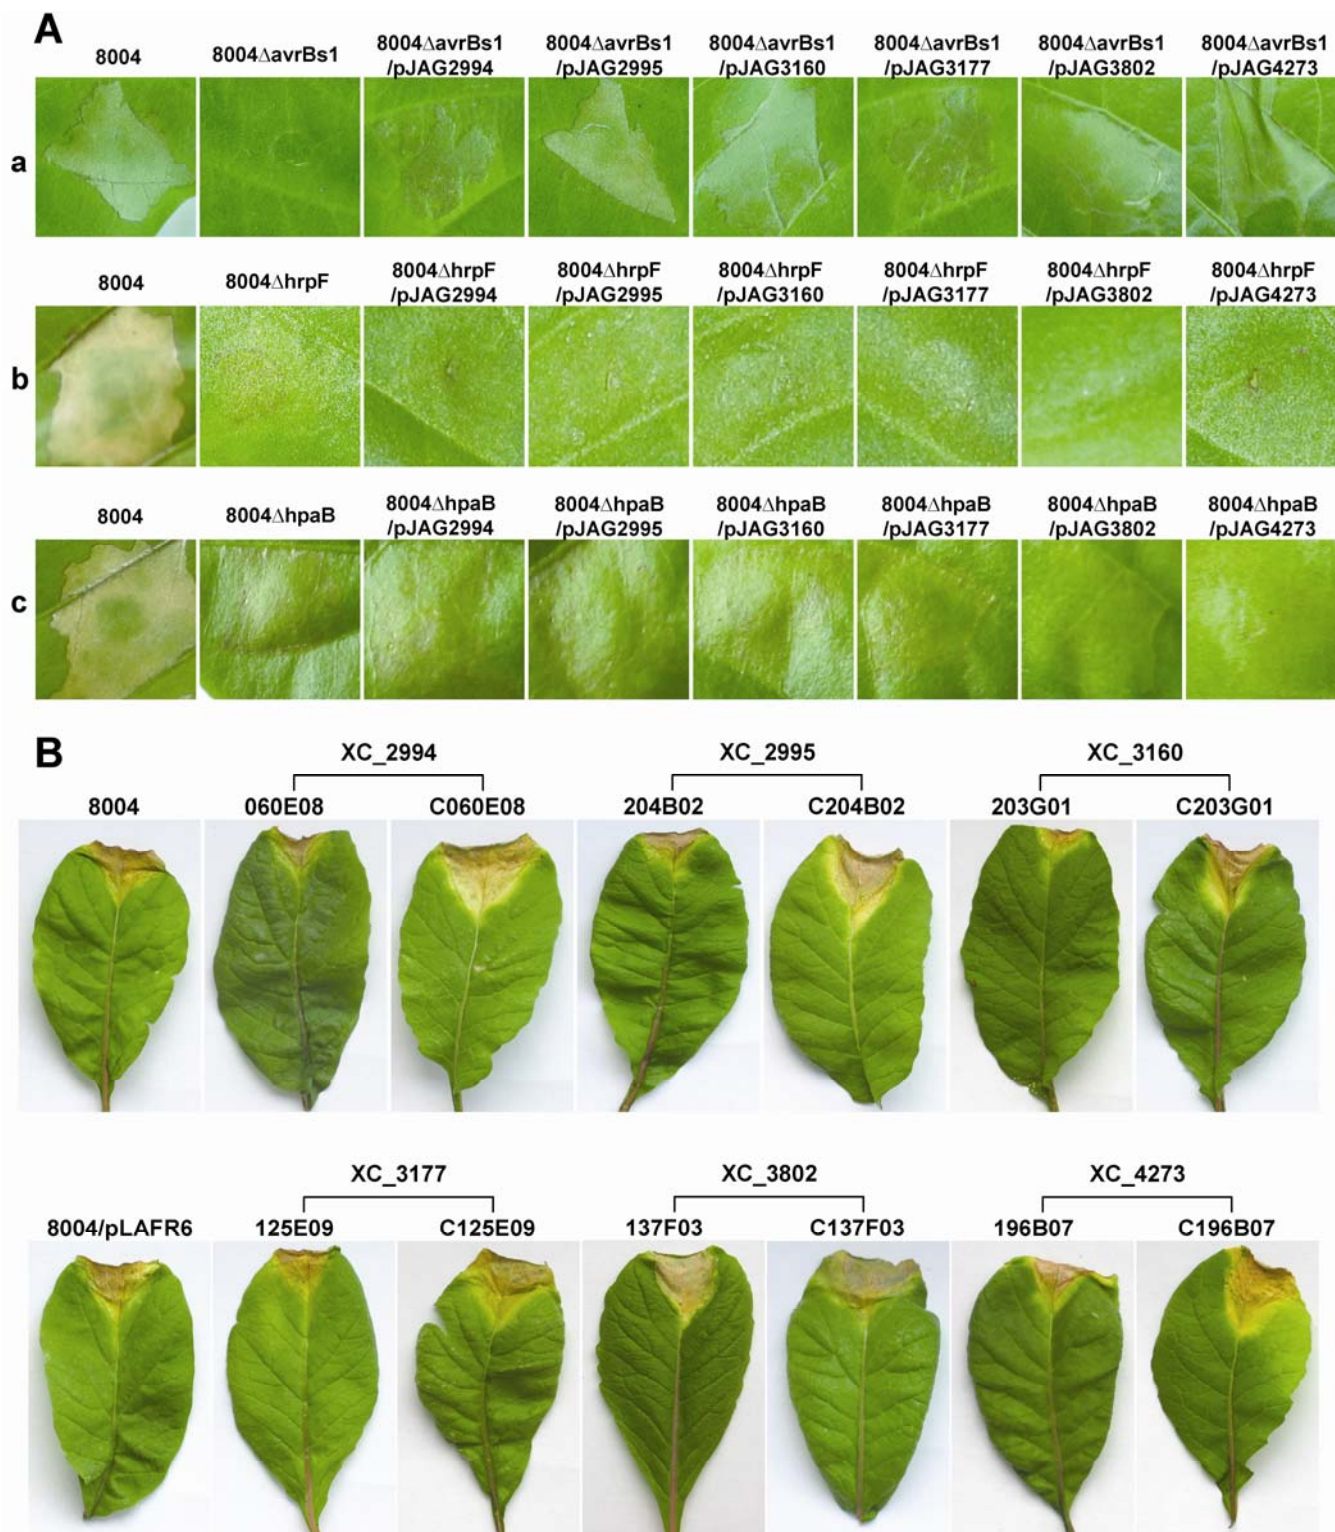 A
8004
8004ΔavrBs1
8004ΔavrBs1
/pJAG2994
8004ΔavrBs1
/pJAG2995
8004ΔavrBs1
/pJAG3160
8004ΔavrBs1
/pJAG3177
8004ΔavrBs1
/pJAG3802
8004ΔavrBs1
/pJAG4273
a
8004
8004ΔhrpF
8004ΔhrpF
/pJAG2994
8004ΔhrpF
/pJAG2995
8004ΔhrpF
/pJAG3160
8004ΔhrpF
/pJAG3177
8004ΔhrpF
/pJAG3802
8004ΔhrpF
/pJAG4273
b
8004
8004ΔhpaB
8004ΔhpaB
/pJAG2994
8004ΔhpaB
/pJAG2995
8004ΔhpaB
/pJAG3160
8004ΔhpaB
/pJAG3177
8004ΔhpaB
/pJAG3802
8004ΔhpaB
/pJAG4273
c
B
XC_2994
XC_2995
XC_3160
8004
060E08
C060E08
204B02
C204B02
203G01
C203G01
XC_3177
XC_3802
XC_4273
8004/pLAFR6
125E09
C125E09
137F03
C137F03
196B07
C196B07